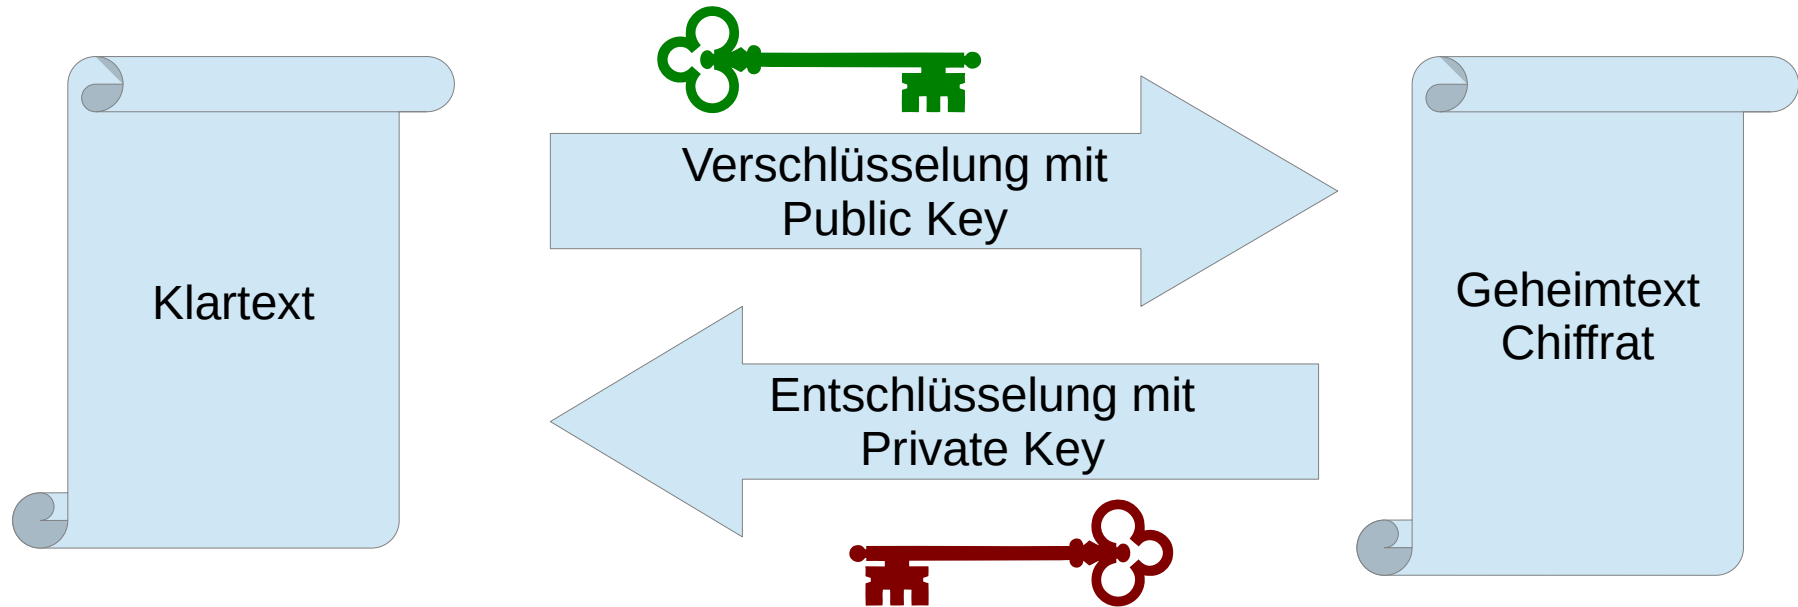 Klartext
Verschlüsselung mit
Public Key
Entschlüsselung mit
Private Key
Geheimtext
Chiffrat